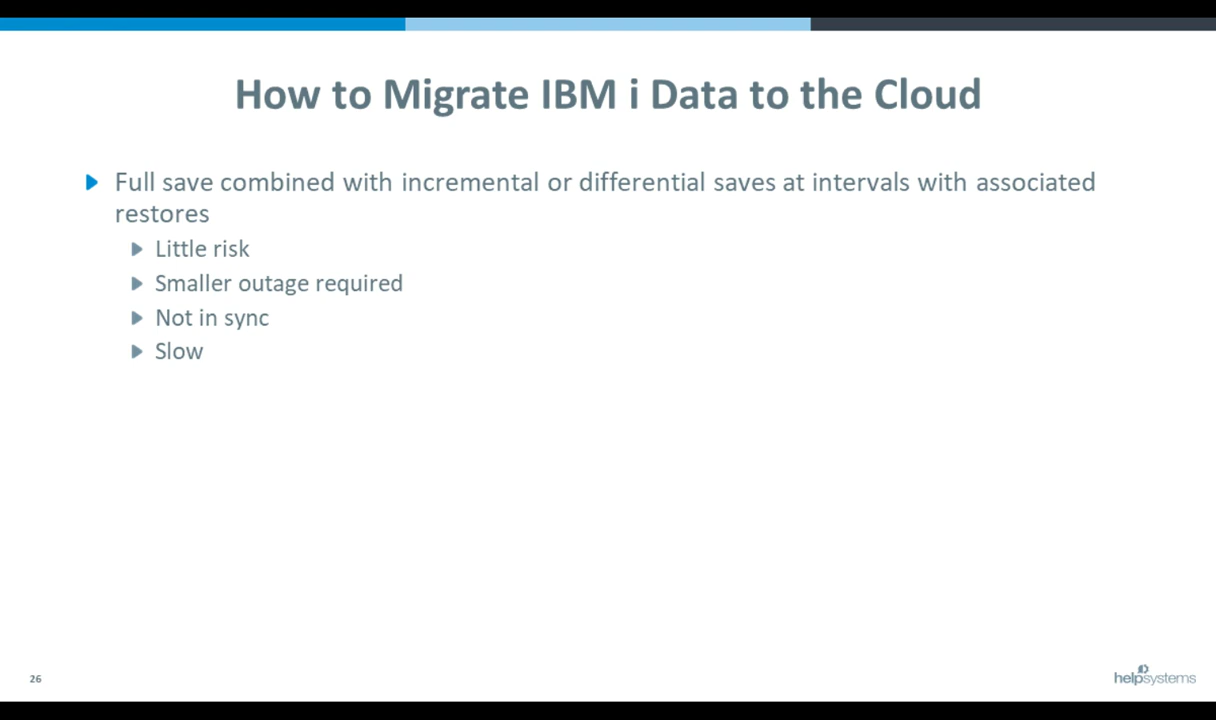 How to Migrate IBM i Data to the Cloud
Full save combined with incremental or differential saves at intervals with associated
restores
Little risk
Smaller outage required
Not in sync
Slow
26
helpsystems